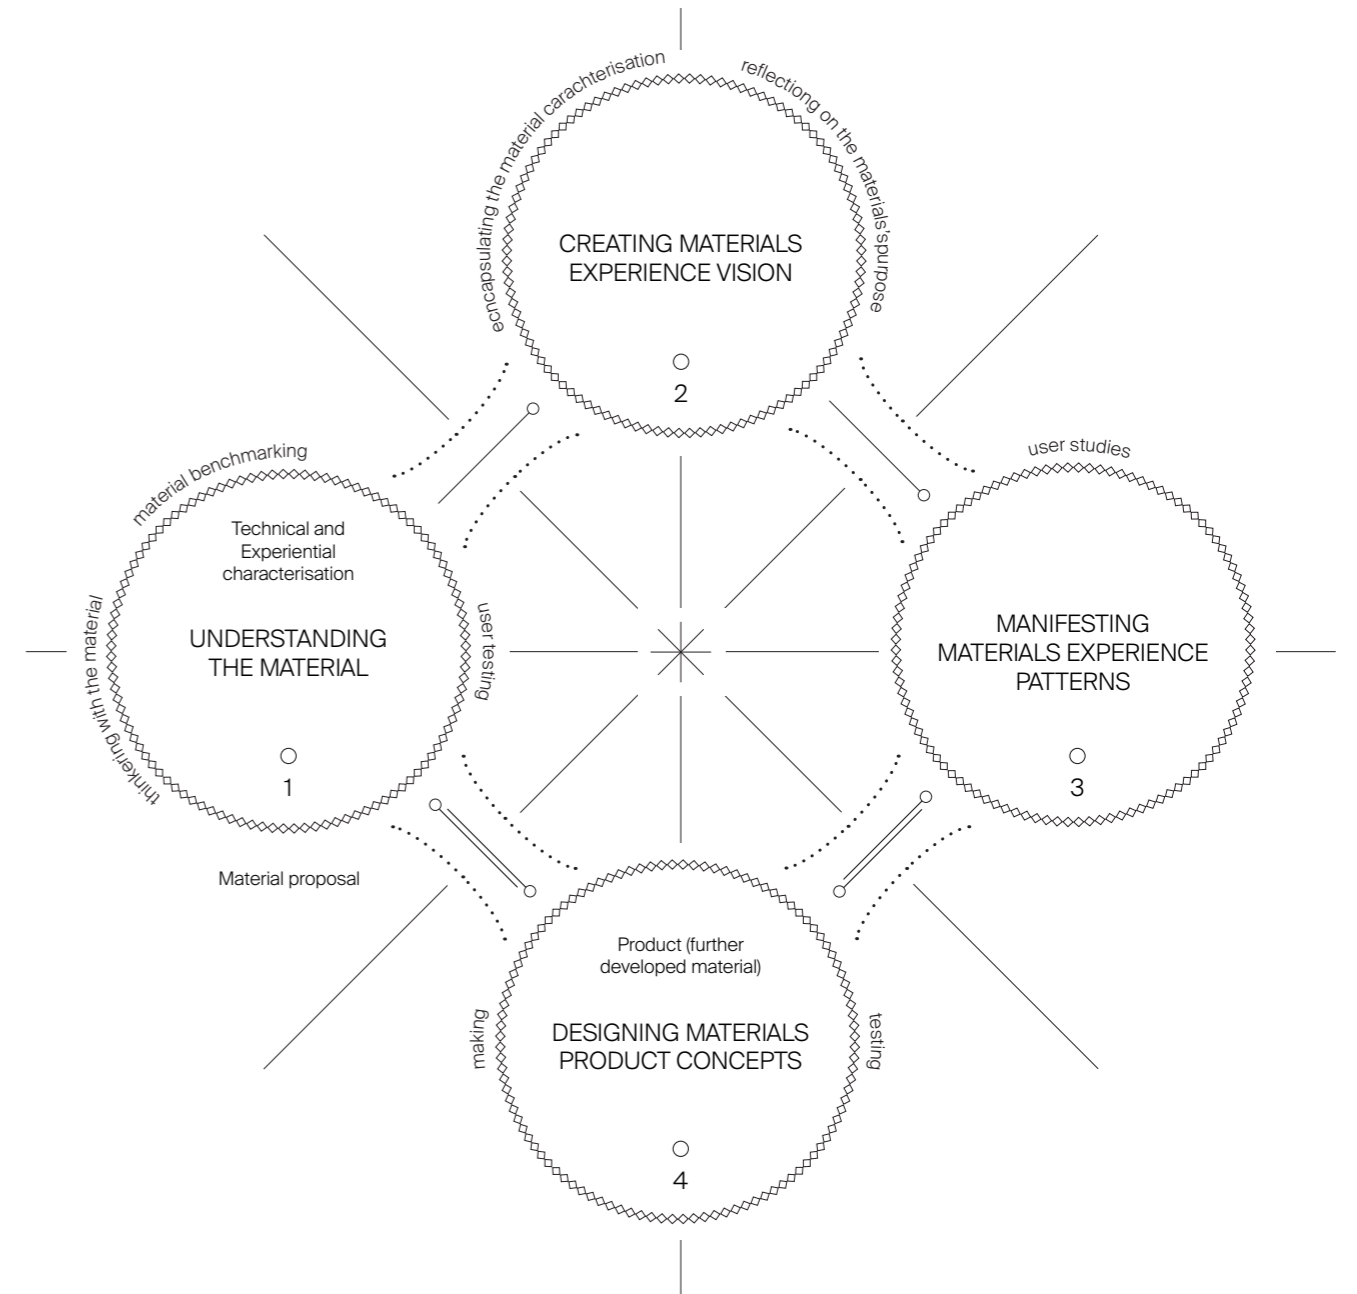 ecncapsulating the material carachterisation
reflectiong on the materials'spurpose
CREATING MATERIALS
EXPERIENCE VISION
2
material benchmarking
thinkering with the material
user testing
Technical and
Experiential
characterisation
UNDERSTANDING
THE MATERIAL
1
Material proposal
user studies
MANIFESTING
MATERIALS EXPERIENCE
PATTERNS
3
making
testing
Product (further
developed material)
DESIGNING MATERIALS
PRODUCT CONCEPTS
4